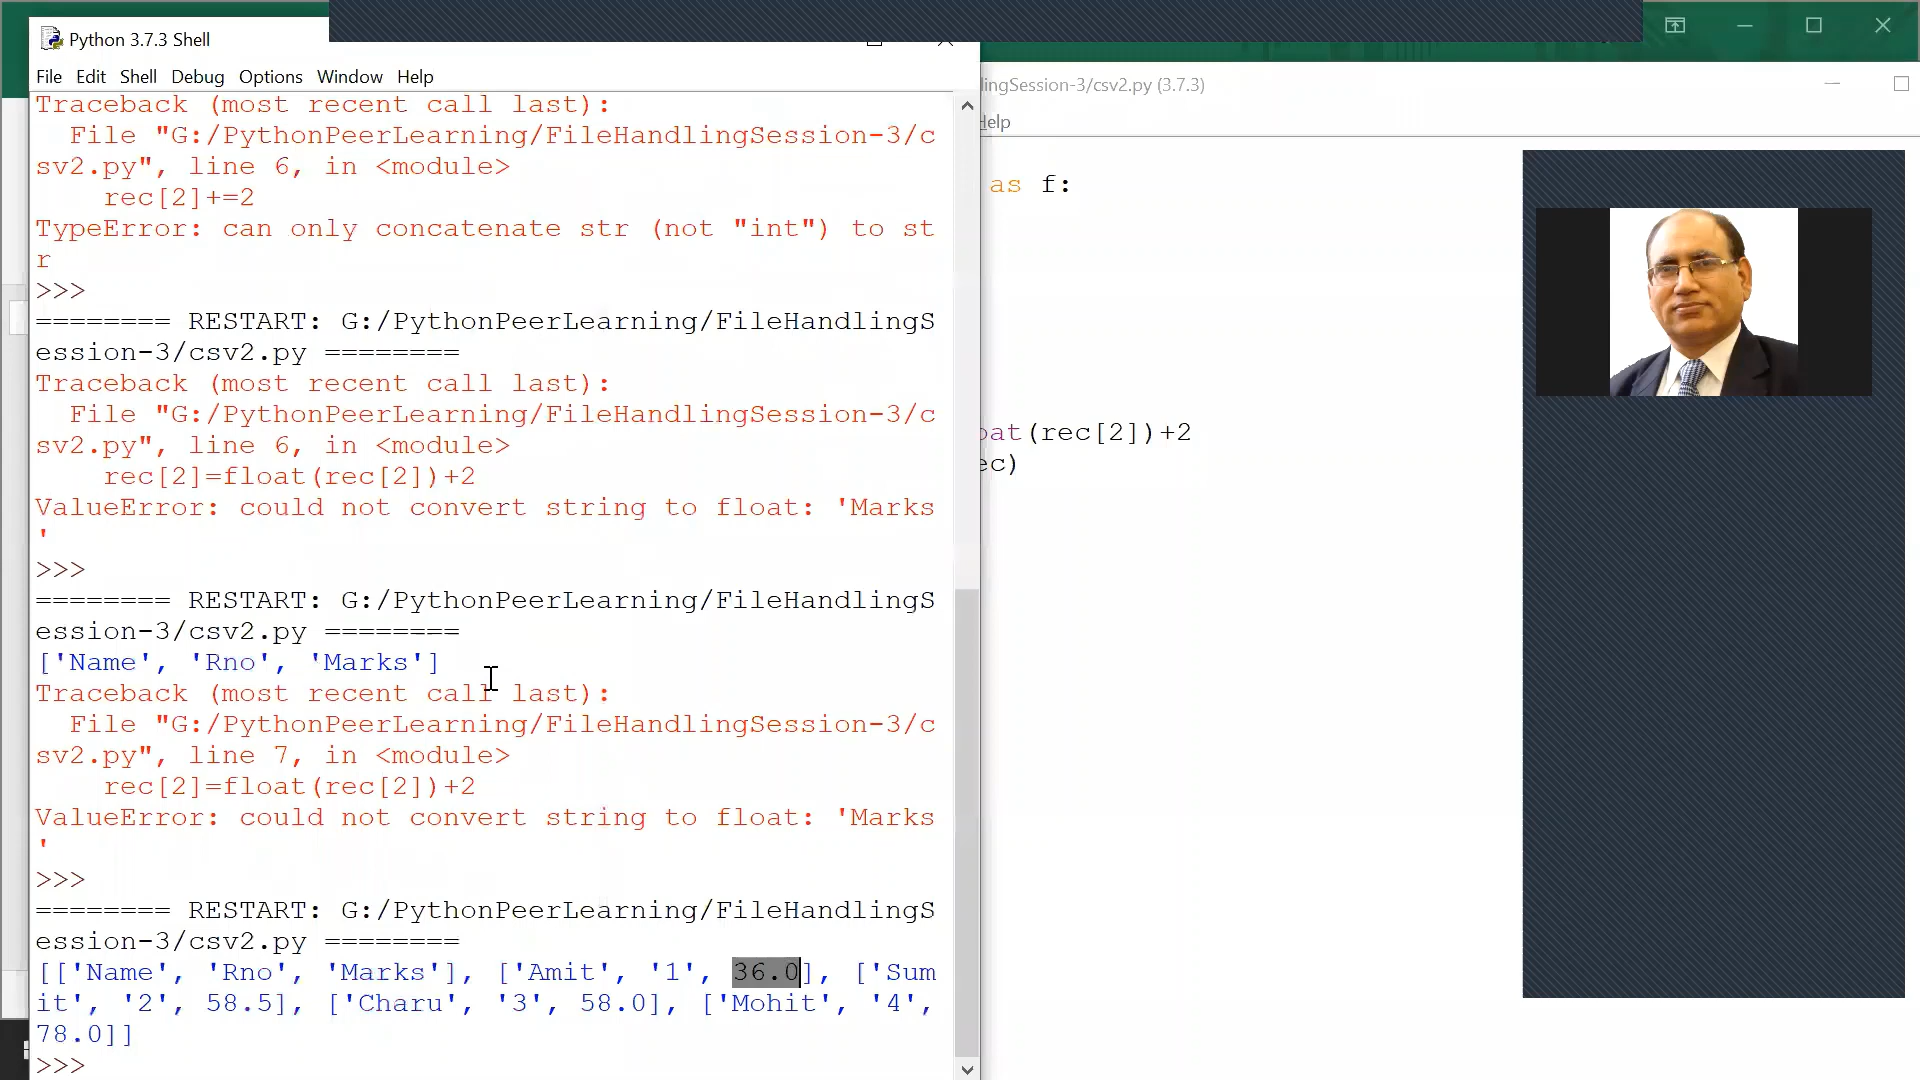 Python 3.7.3 Shell
File Edit Shell Debug Options Window Help
Traceback (most recent call last):
  File "G:/PythonPeerLearning/FileHandlingSession-3/c
sv2.py", line 6, in <module>
    rec[2]+=2
TypeError: can only concatenate str (not "int") to st
r
>>>
======== RESTART: G:/PythonPeerLearning/FileHandlingS
ession-3/csv2.py ========
Traceback (most recent call last):
  File "G:/PythonPeerLearning/FileHandlingSession-3/c
sv2.py", line 6, in <module>
    rec[2]=float(rec[2])+2
ValueError: could not convert string to float: 'Marks
'
>>>
======== RESTART: G:/PythonPeerLearning/FileHandlingS
ession-3/csv2.py ========
['Name', 'Rno', 'Marks']
Traceback (most recent call last):
  File "G:/PythonPeerLearning/FileHandlingSession-3/c
sv2.py", line 7, in <module>
    rec[2]=float(rec[2])+2
ValueError: could not convert string to float: 'Marks
'
>>>
======== RESTART: G:/PythonPeerLearning/FileHandlingS
ession-3/csv2.py ========
[['Name', 'Rno', 'Marks'], ['Amit', '1', 36.0], ['Sum
it', '2', 58.5], ['Charu', '3', 58.0], ['Mohit', '4',
78.0]]
>>>
lingSession-3/csv2.py (3.7.3)
Help
as f:
oat(rec[2])+2
ec)